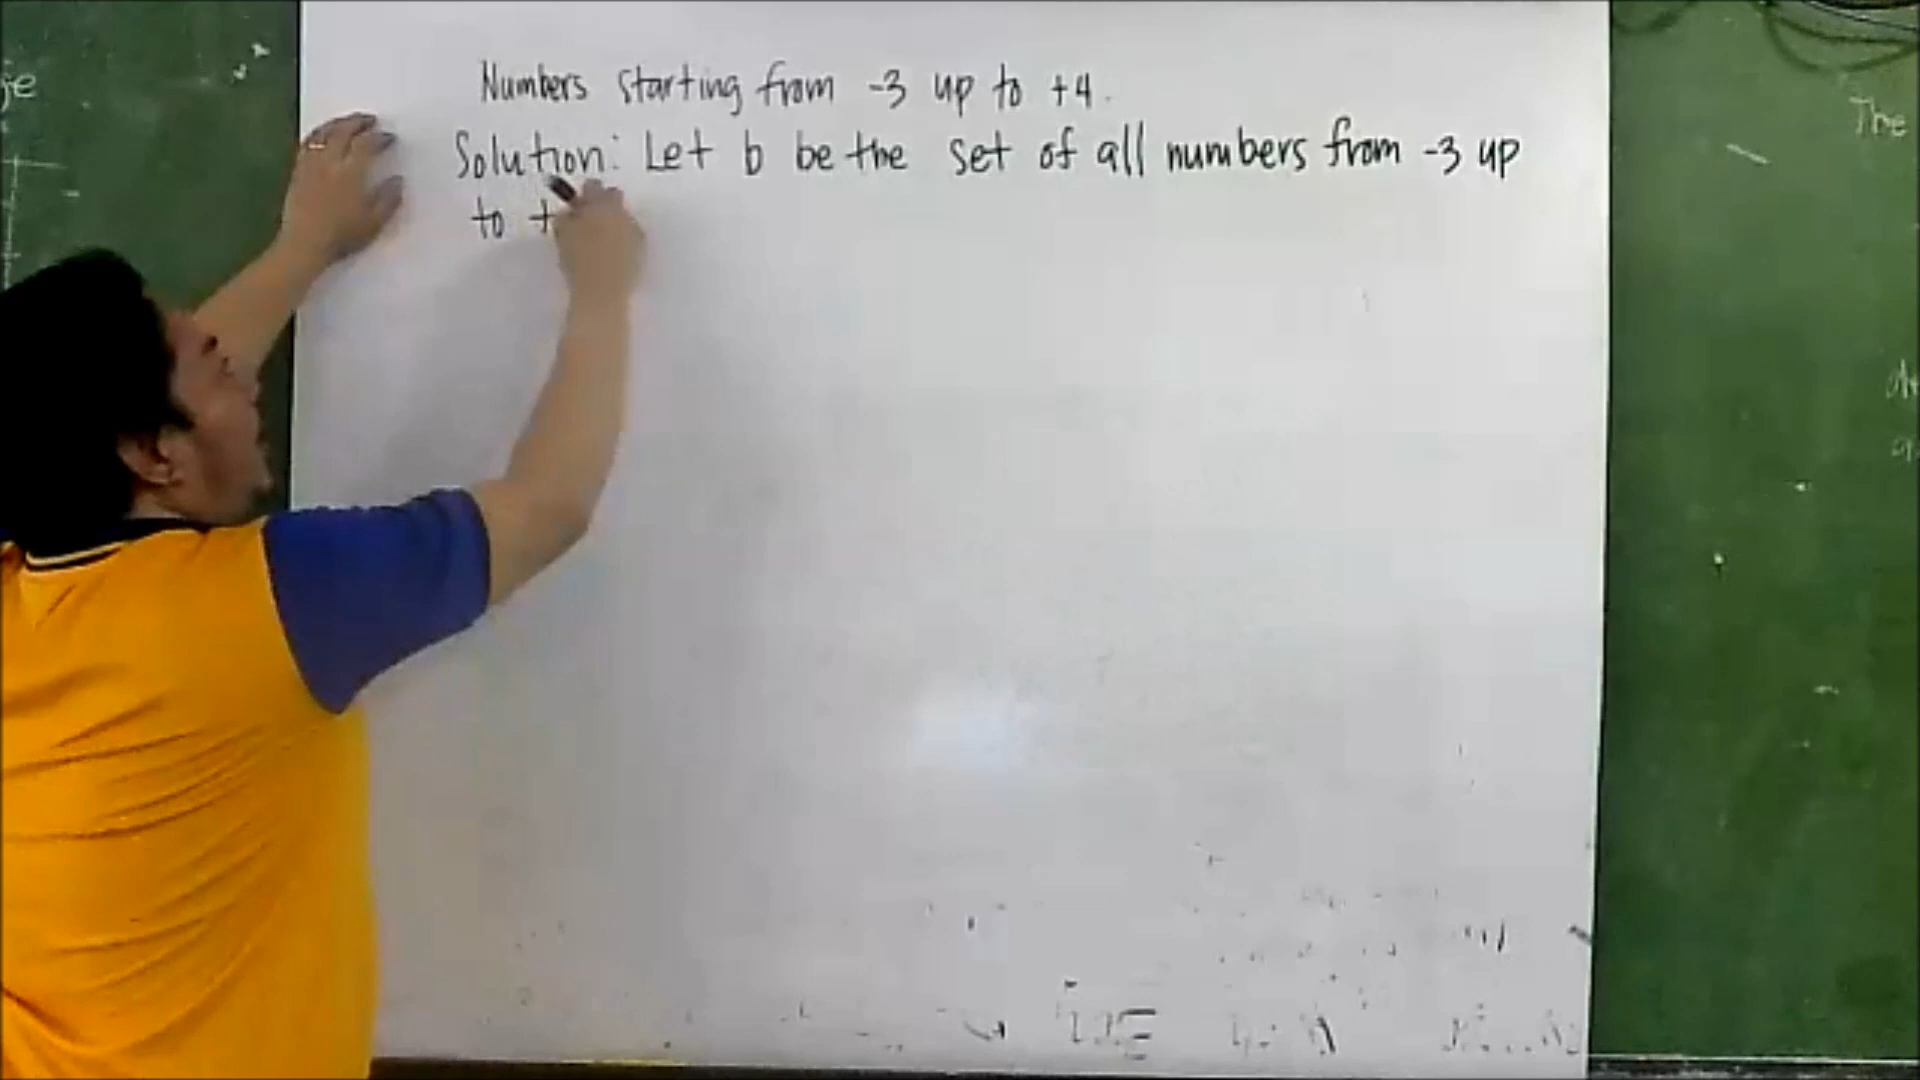 Numbers starting from -3 up to +4.
Solution: Let b be the set of all numbers from -3 up
to +
The